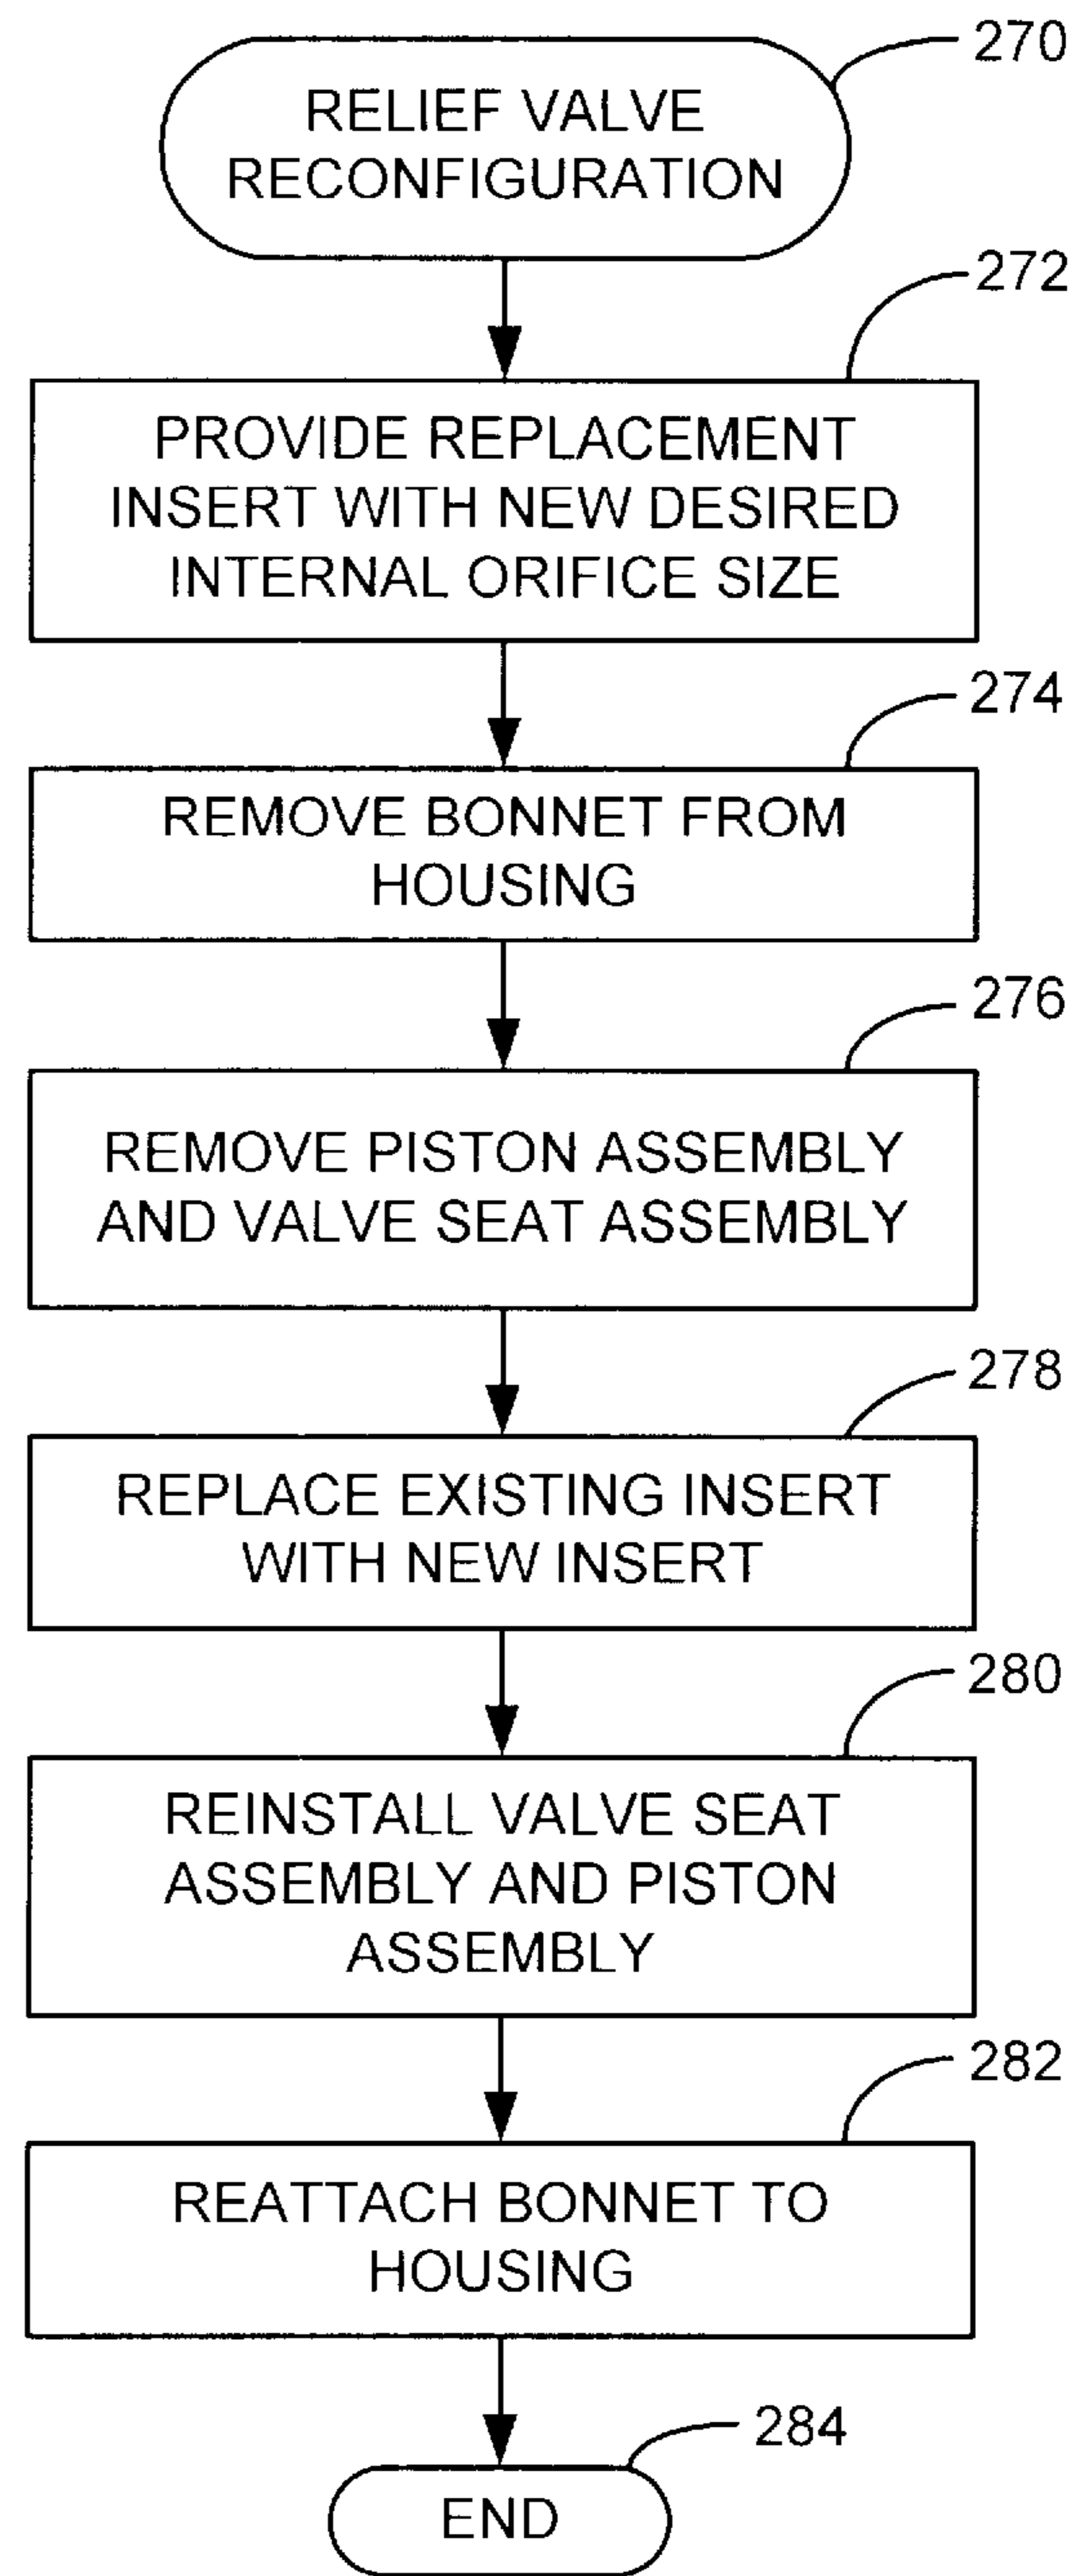 270
RELIEF VALVE
RECONFIGURATION
272
PROVIDE REPLACEMENT
INSERT WITH NEW DESIRED
INTERNAL ORIFICE SIZE
274
REMOVE BONNET FROM
HOUSING
276
REMOVE PISTON ASSEMBLY
AND VALVE SEAT ASSEMBLY
278
REPLACE EXISTING INSERT
WITH NEW INSERT
280
REINSTALL VALVE SEAT
ASSEMBLY AND PISTON
ASSEMBLY
282
REATTACH BONNET TO
HOUSING
284
END